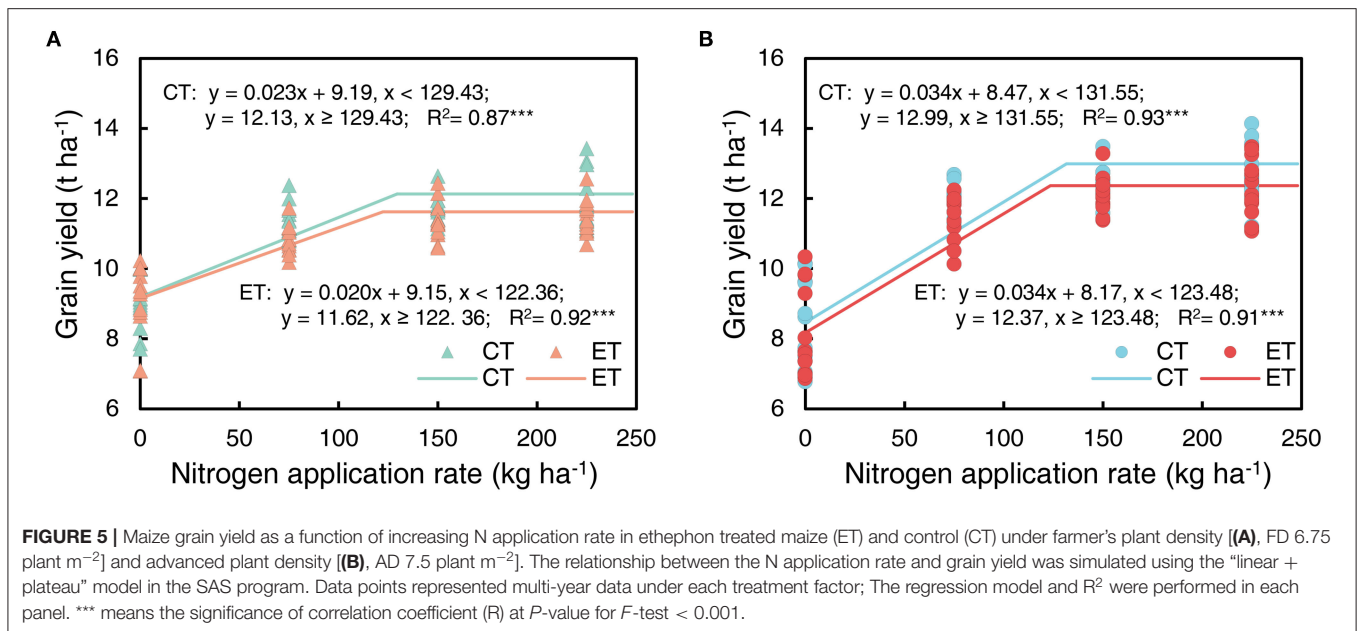 A
16
14
12
10
8
6
0
50
100
150
200
250
Grain yield (t ha⁻¹)
Nitrogen application rate (kg ha⁻¹)
CT: y = 0.023x + 9.19, x < 129.43;
y = 12.13, x ≥ 129.43; R²= 0.87***
ET: y = 0.020x + 9.15, x < 122.36;
y = 11.62, x ≥ 122. 36; R²= 0.92***
CT ET
CT ET
B
16
14
12
10
8
6
0
50
100
150
200
250
Grain yield (t ha⁻¹)
Nitrogen application rate (kg ha⁻¹)
CT: y = 0.034x + 8.47, x < 131.55;
y = 12.99, x ≥ 131.55; R²= 0.93***
ET: y = 0.034x + 8.17, x < 123.48;
y = 12.37, x ≥ 123.48; R²= 0.91***
CT ET
CT ET
FIGURE 5 | Maize grain yield as a function of increasing N application rate in ethephon treated maize (ET) and control (CT) under farmer's plant density [(A), FD 6.75
plant m⁻²] and advanced plant density [(B), AD 7.5 plant m⁻²]. The relationship between the N application rate and grain yield was simulated using the "linear +
plateau" model in the SAS program. Data points represented multi-year data under each treatment factor; The regression model and R² were performed in each
panel. *** means the significance of correlation coefficient (R) at P-value for F-test < 0.001.